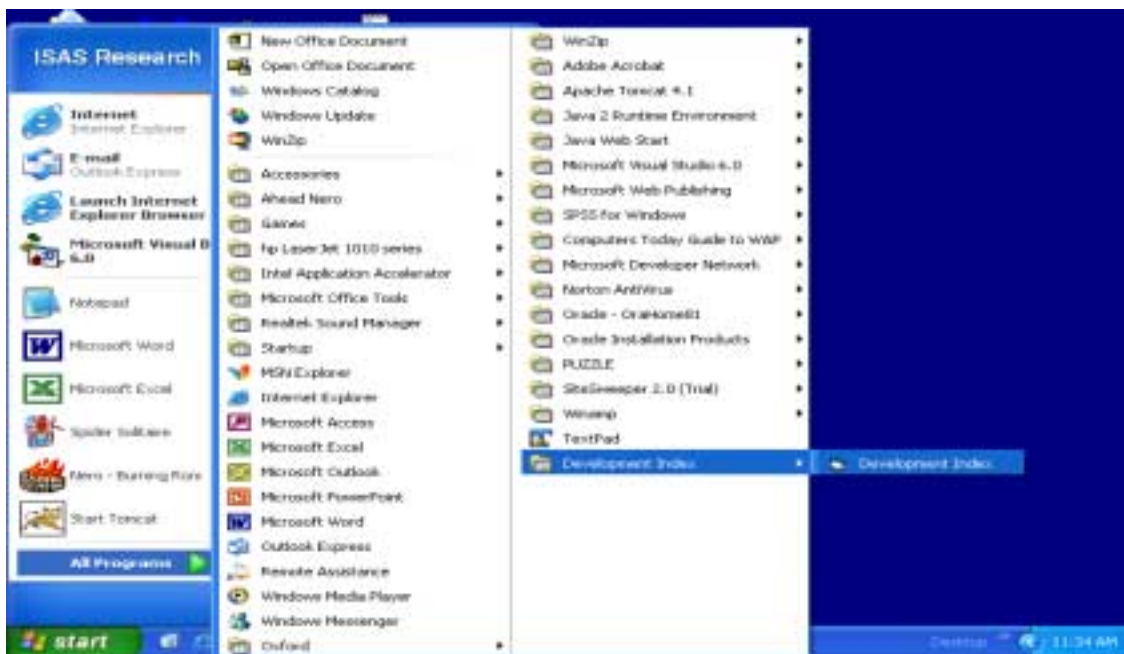 ISAS Research
Internet
Internet Explorer
E-mail
Outlook Express
Launch Internet
Explorer Browser
Microsoft Visual B
6.0
Notepad
Microsoft Word
Microsoft Excel
Spider Solitaire
Nero - Burning Rom
Start Tomcat
All Programs
start
New Office Document
Open Office Document
Windows Catalog
Windows Update
WinZip
Accessories
Ahead Nero
Games
hp LaserJet 1010 series
Intel Application Accelerator
Microsoft Office Tools
Realtek Sound Manager
Startup
MSN Explorer
Internet Explorer
Microsoft Access
Microsoft Excel
Microsoft Outlook
Microsoft PowerPoint
Microsoft Word
Outlook Express
Remote Assistance
Windows Media Player
Windows Messenger
Oxford
WinZip
Adobe Acrobat
Apache Tomcat 4.1
Java 2 Runtime Environment
Java Web Start
Microsoft Visual Studio 6.0
Microsoft Web Publishing
SPSS for Windows
Computers Today Guide to WAP
Microsoft Developer Network
Norton AntiVirus
Oracle - OraHome81
Oracle Installation Products
PUZZLE
SiteSweeper 2.0 (Trial)
Winamp
TextPad
Development Index
Development Index
Desktop
11:34 AM